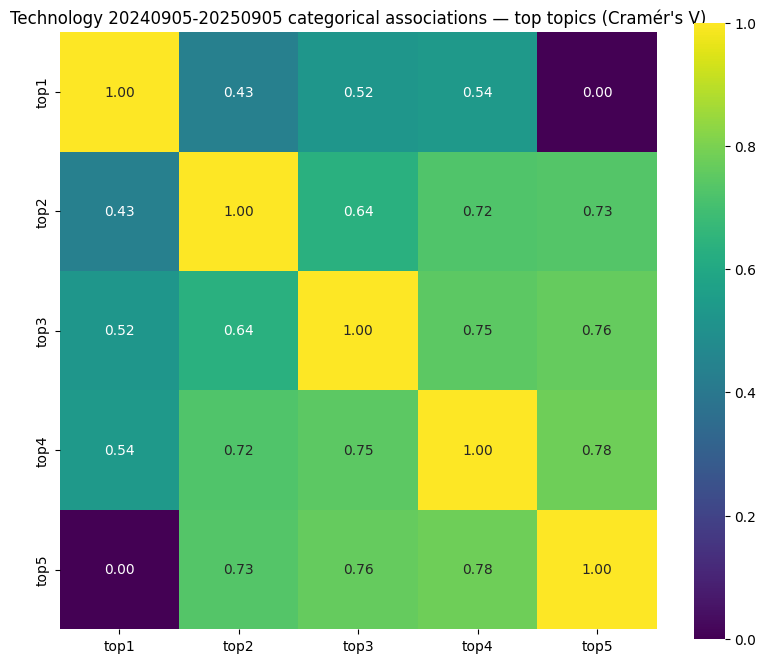 Technology 20240905-20250905 categorical associations — top topics (Cramér's V)
1.0
top1 1.00 0.43 0.52 0.54 0.00
0.8
top2 0.43 1.00 0.64 0.72 0.73
0.6
top3 0.52 0.64 1.00 0.75 0.76
0.4
top4 0.54 0.72 0.75 1.00 0.78
0.2
top5 0.00 0.73 0.76 0.78 1.00
0.0
top1 top2 top3 top4 top5